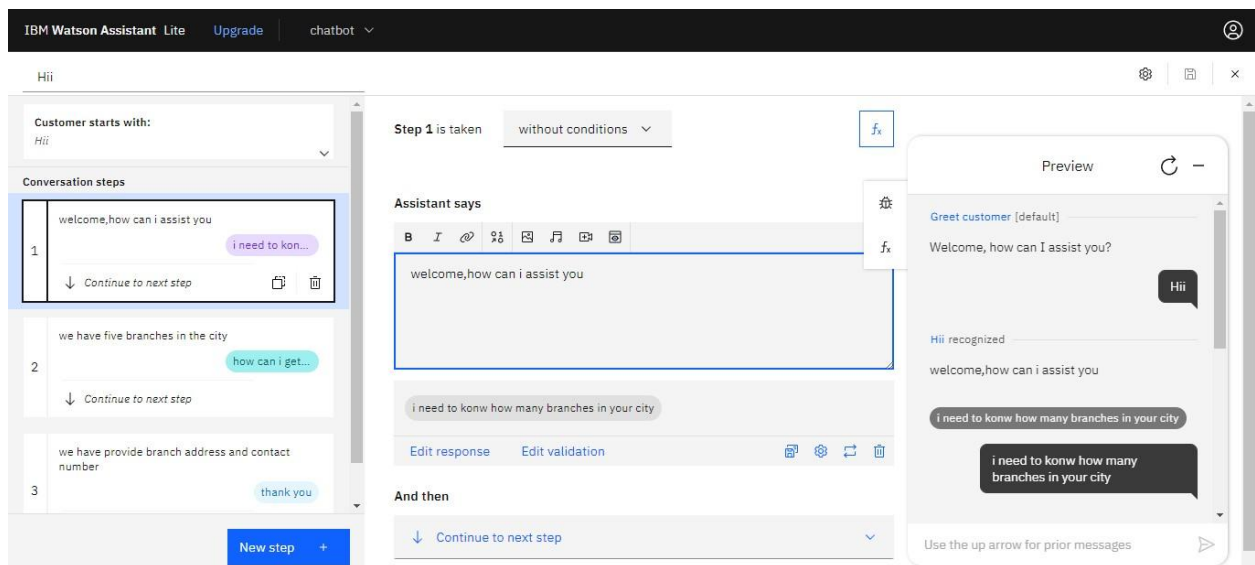 IBM Watson Assistant Lite Upgrade chatbot
Hii
Customer starts with:
Hii
Conversation steps
1
welcome,how can i assist you
i need to kon...
Continue to next step
2
we have five branches in the city
how can i get...
Continue to next step
3
we have provide branch address and contact
number
thank you
New step +
Step 1 is taken without conditions
fx
Assistant says
B I
fx
welcome,how can i assist you
i need to konw how many branches in your city
Edit response Edit validation
And then
Continue to next step
Preview
Greet customer [default]
Welcome, how can I assist you?
Hii
Hii recognized
welcome,how can i assist you
i need to konw how many branches in your city
i need to konw how many
branches in your city
Use the up arrow for prior messages